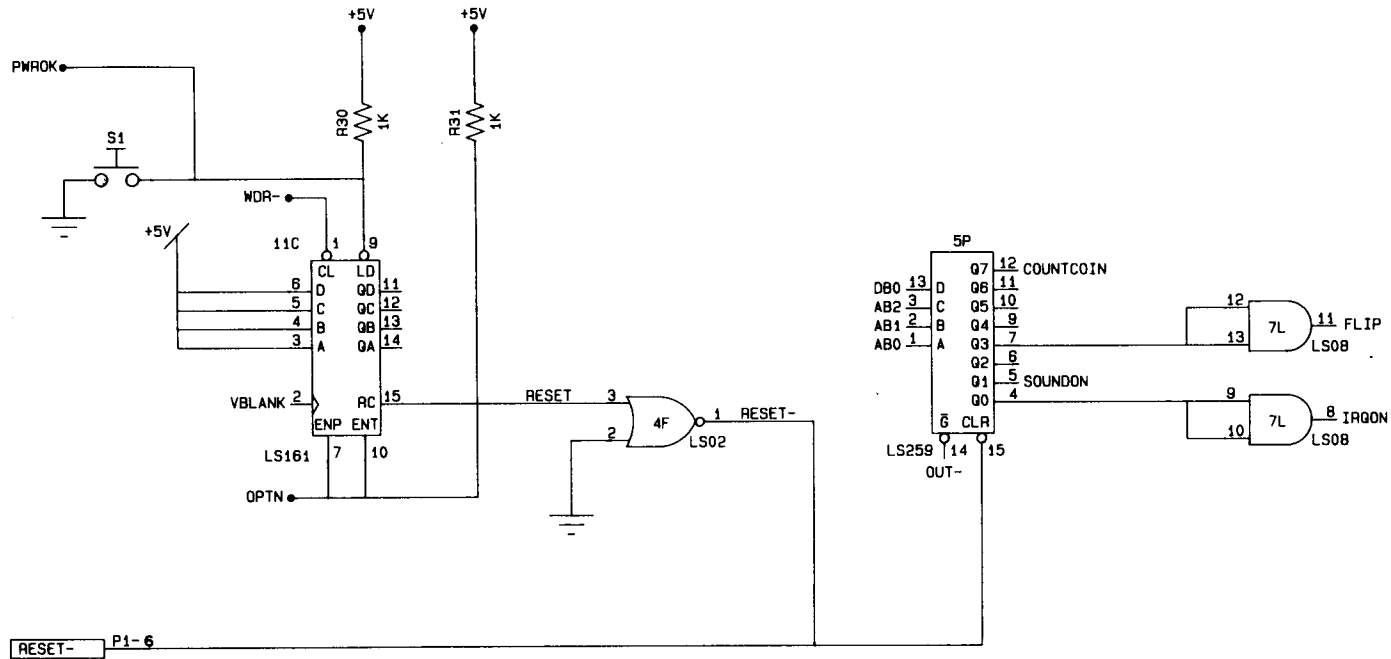 +5V
+5V
PWROK
R30
1K
R31
1K
S1
WDR-
+5V
11C
1
9
CL
LD
6
D
QD
11
5
C
QC
12
4
B
QB
13
3
A
QA
14
VBLANK
2
RC
15
ENP
ENT
LS161
7
10
OPTN
RESET
3
2
4F
1
RESET-
LS02
5P
Q7
12
COUNTCOIN
DB0
13
D
Q6
11
AB2
3
C
Q5
10
AB1
2
B
Q4
9
AB0
1
A
Q3
7
Q2
6
Q1
5
SOUNDON
Q0
4
G
CLR
LS259
14
15
OUT-
12
13
7L
11
FLIP
LS08
9
10
7L
8
IRQON
LS08
RESET-
P1-6